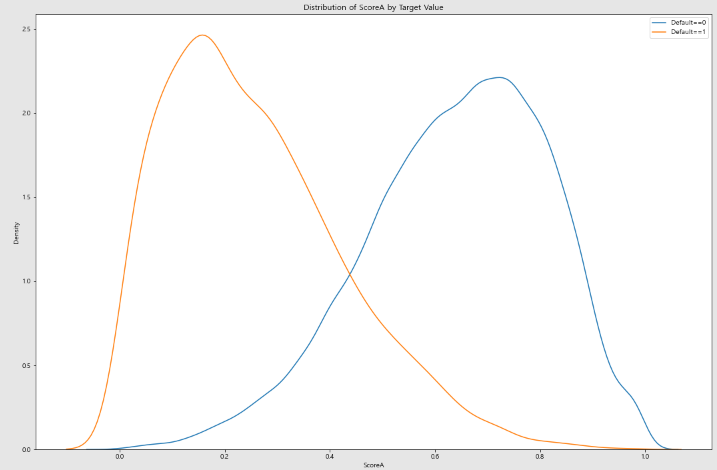 Distribution of ScoreA by Target Value
Default==0
Default==1
Density
2.5
2.0
1.5
1.0
0.5
0.0
0.0 0.2 0.4 0.6 0.8 1.0
ScoreA